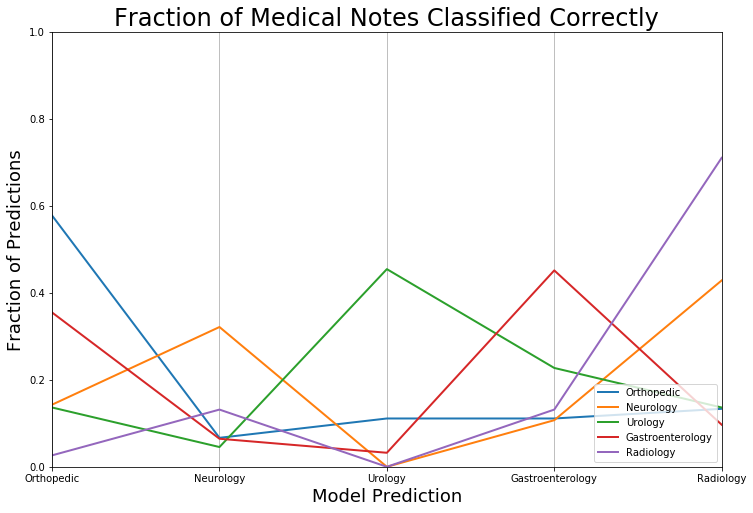 Fraction of Medical Notes Classified Correctly
Fraction of Predictions
1.0
0.8
0.6
0.4
0.2
0.0
Orthopedic
Neurology
Urology
Gastroenterology
Radiology
Orthopedic
Neurology
Urology
Gastroenterology
Radiology
Model Prediction